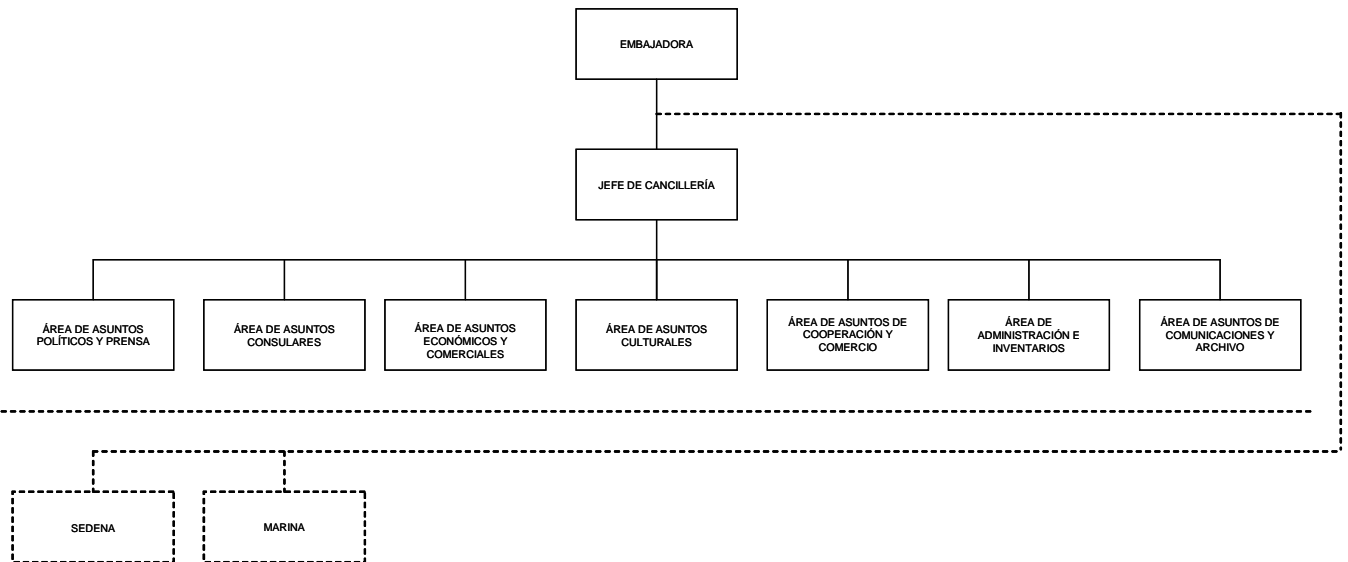 EMBAJADORA
JEFE DE CANCILLERÍA
ÁREA DE ASUNTOS
POLÍTICOS Y PRENSA
ÁREA DE ASUNTOS
CONSULARES
ÁREA DE ASUNTOS
ECONÓMICOS Y
COMERCIALES
ÁREA DE ASUNTOS
CULTURALES
ÁREA DE ASUNTOS DE
COOPERACIÓN Y
COMERCIO
ÁREA DE
ADMINISTRACIÓN E
INVENTARIOS
ÁREA DE ASUNTOS DE
COMUNICACIONES Y
ARCHIVO
SEDENA
MARINA